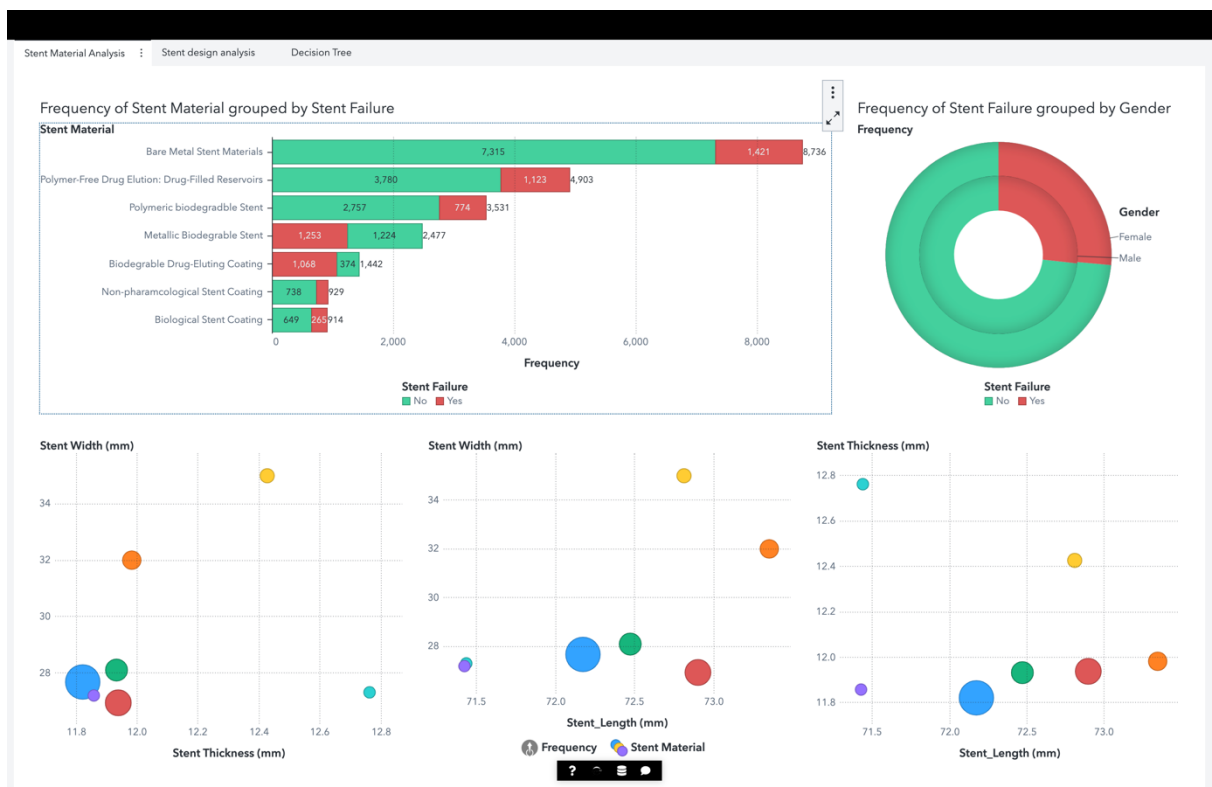 Stent Material Analysis
Stent design analysis
Decision Tree
Frequency of Stent Material grouped by Stent Failure
Stent Material
Bare Metal Stent Materials
7,315
1,421
8,736
Polymer-Free Drug Elution: Drug-Filled Reservoirs
3,780
1,123
4,903
Polymeric biodegradble Stent
2,757
774
3,531
Metallic Biodegrable Stent
1,253
1,224
2,477
Biodegrable Drug-Eluting Coating
1,068
374
1,442
Non-pharamcological Stent Coating
738
929
Biological Stent Coating
649
265
914
0
2,000
4,000
6,000
8,000
Frequency
Stent Failure
No
Yes
Frequency of Stent Failure grouped by Gender
Frequency
Gender
Female
Male
Stent Failure
No
Yes
Stent Width (mm)
34
32
30
28
11.8
12.0
12.2
12.4
12.6
12.8
Stent Thickness (mm)
Stent Width (mm)
34
32
30
28
71.5
72.0
72.5
73.0
Stent_Length (mm)
Frequency
Stent Material
Stent Thickness (mm)
12.8
12.6
12.4
12.2
12.0
11.8
71.5
72.0
72.5
73.0
Stent_Length (mm)
?